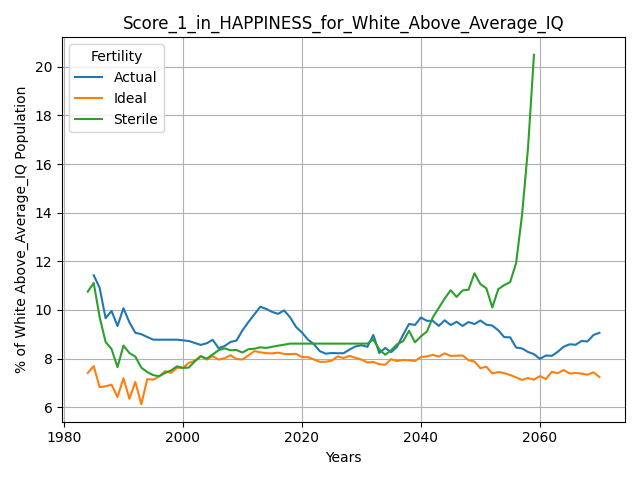 Score_1_in_HAPPINESS_for_White_Above_Average_IQ
Fertility
Actual
Ideal
Sterile
% of White Above_Average_IQ Population
20
18
16
14
12
10
8
6
1980
2000
2020
2040
2060
Years